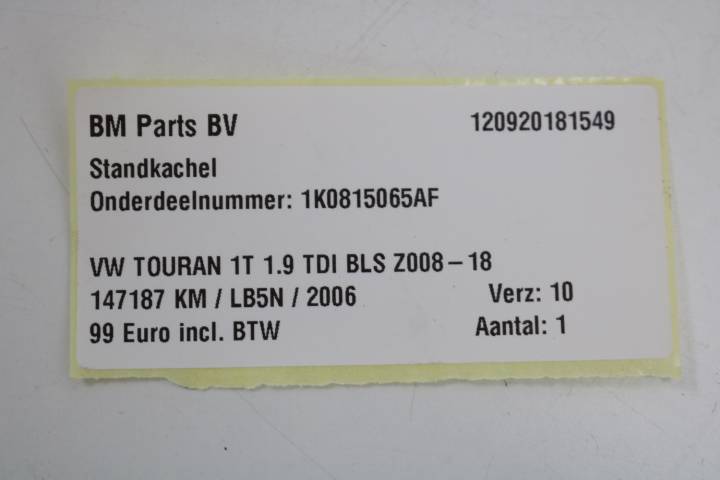 BM Parts BV 120920181549
Standkachel
Onderdeelnummer: 1K0815065AF
VW TOURAN 1T 1.9 TDI BLS Z008-18
147187 KM / LB5N / 2006 Verz: 10
99 Euro incl. BTW Aantal: 1